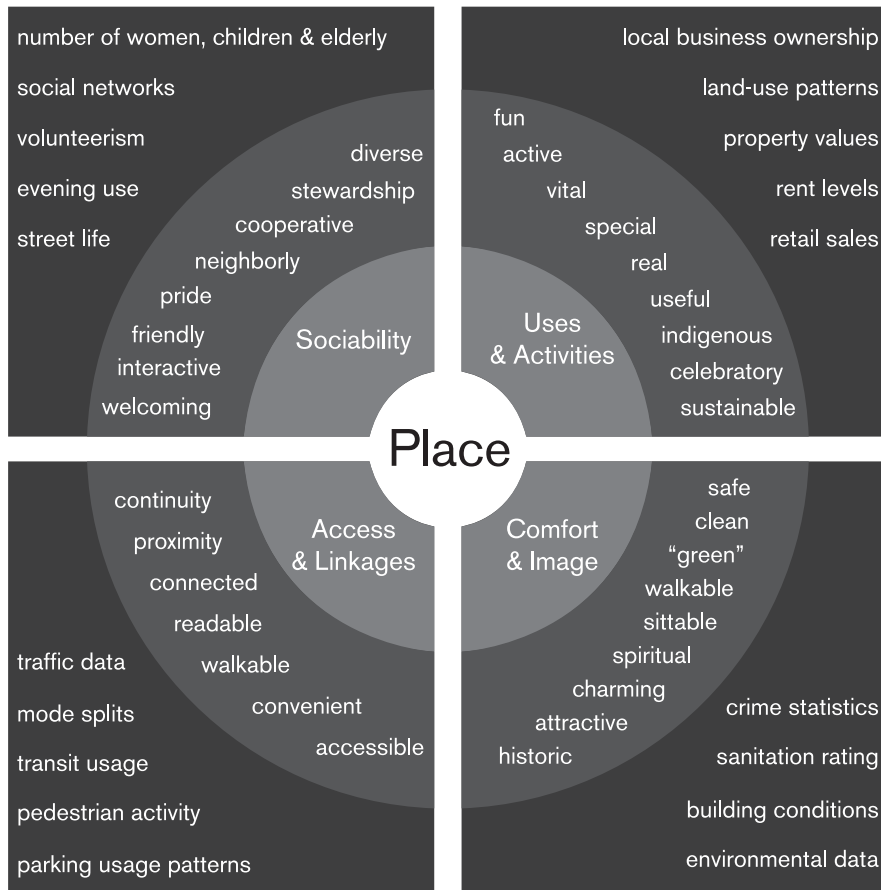 number of women, children & elderly
social networks
volunteerism
evening use
street life
diverse
stewardship
cooperative
neighborly
pride
friendly
interactive
welcoming
Sociability
local business ownership
land-use patterns
property values
rent levels
retail sales
fun
active
vital
special
real
useful
indigenous
celebratory
sustainable
Uses
& Activities
Place
continuity
proximity
connected
readable
walkable
convenient
accessible
Access
& Linkages
traffic data
mode splits
transit usage
pedestrian activity
parking usage patterns
Comfort
& Image
safe
clean
“green”
walkable
sittable
spiritual
charming
attractive
historic
crime statistics
sanitation rating
building conditions
environmental data